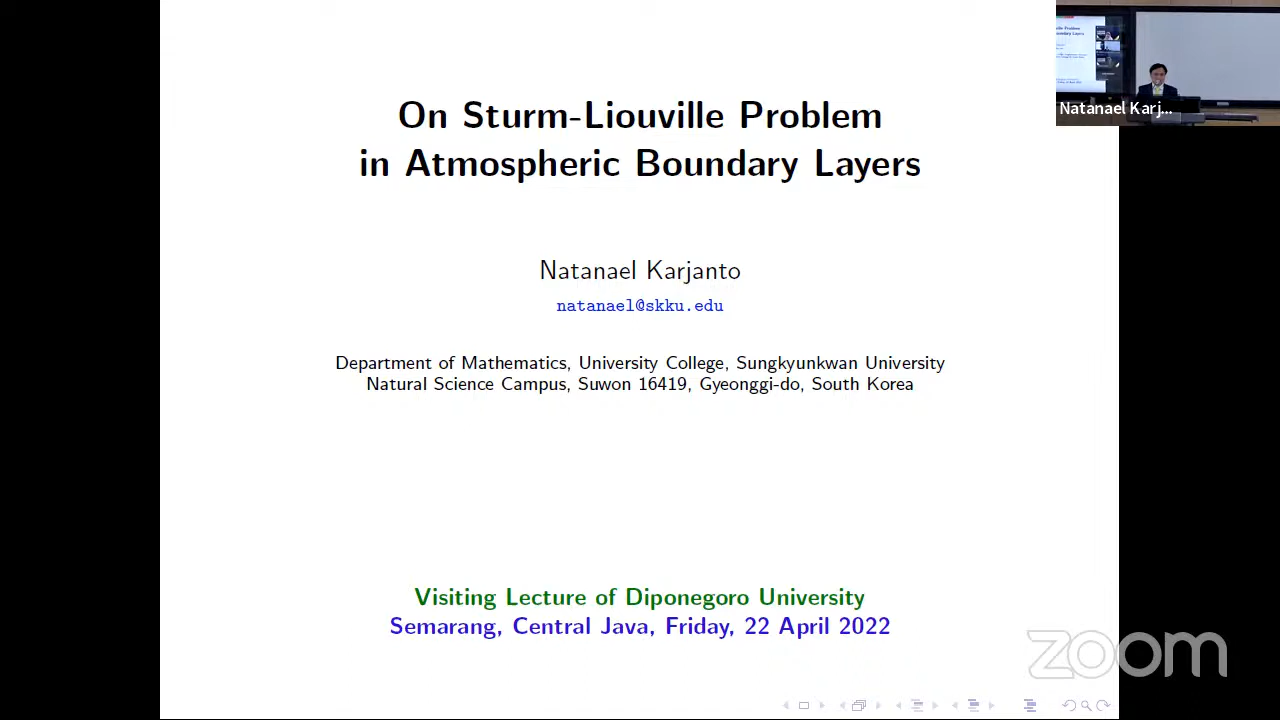 On Sturm-Liouville Problem
in Atmospheric Boundary Layers
Natanael Karjanto
natanael@skku.edu
Department of Mathematics, University College, Sungkyunkwan University
Natural Science Campus, Suwon 16419, Gyeonggi-do, South Korea
Visiting Lecture of Diponegoro University
Semarang, Central Java, Friday, 22 April 2022
Natanael Karj...
zoom